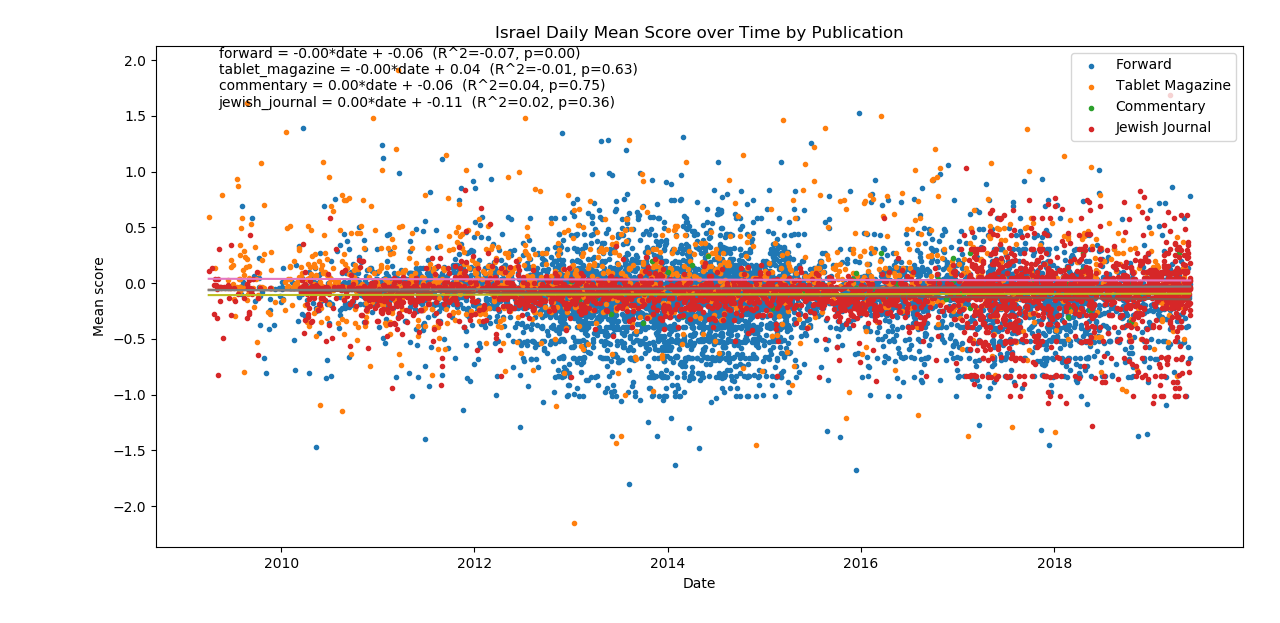 Israel Daily Mean Score over Time by Publication
forward = -0.00*date + -0.06  (R^2=-0.07, p=0.00)
tablet_magazine = -0.00*date + 0.04  (R^2=-0.01, p=0.63)
commentary = 0.00*date + -0.06  (R^2=0.04, p=0.75)
jewish_journal = 0.00*date + -0.11  (R^2=0.02, p=0.36)
Forward
Tablet Magazine
Commentary
Jewish Journal
Mean score
2.0
1.5
1.0
0.5
0.0
−0.5
−1.0
−1.5
−2.0
2010
2012
2014
2016
2018
Date